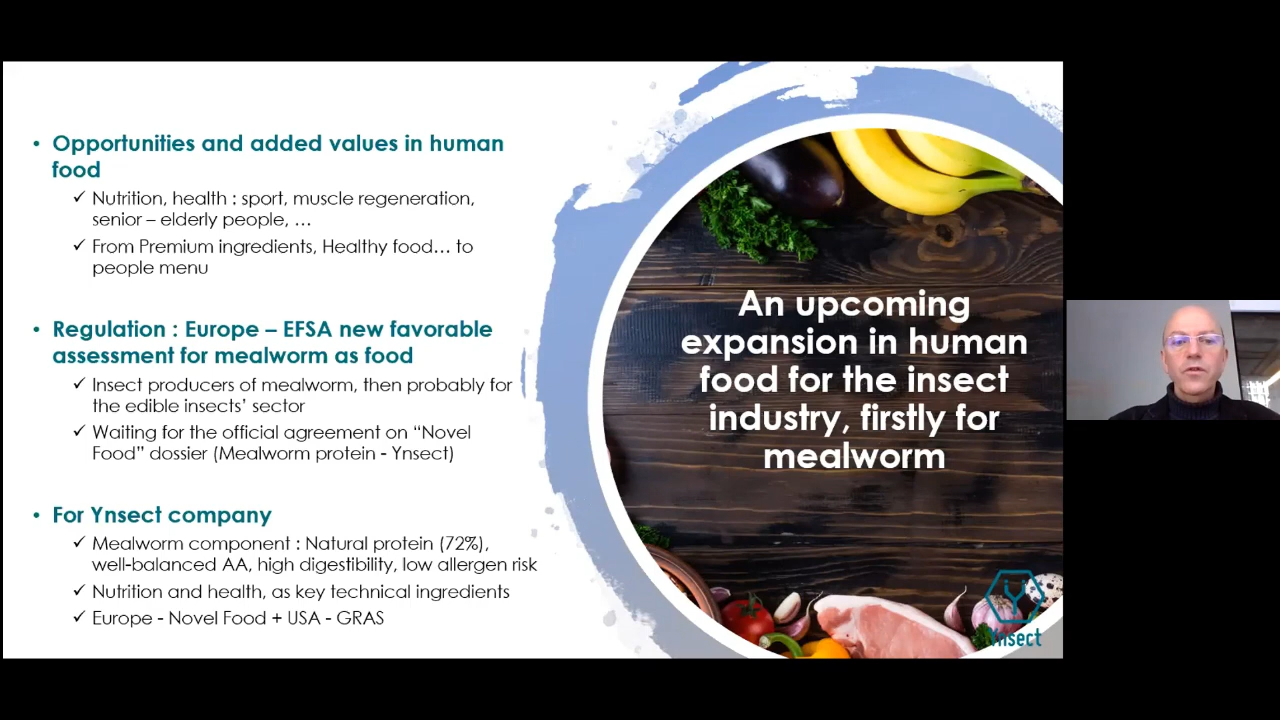 • Opportunities and added values in human
food
✓ Nutrition, health : sport, muscle regeneration,
senior – elderly people, …
✓ From Premium ingredients, Healthy food… to
people menu
• Regulation : Europe – EFSA new favorable
assessment for mealworm as food
✓ Insect producers of mealworm, then probably for
the edible insects’ sector
✓ Waiting for the official agreement on “Novel
Food” dossier (Mealworm protein - Ynsect)
• For Ynsect company
✓ Mealworm component : Natural protein (72%),
well-balanced AA, high digestibility, low allergen risk
✓ Nutrition and health, as key technical ingredients
✓ Europe - Novel Food + USA - GRAS
An upcoming
expansion in human
food for the insect
industry, firstly for
mealworm
Ynsect